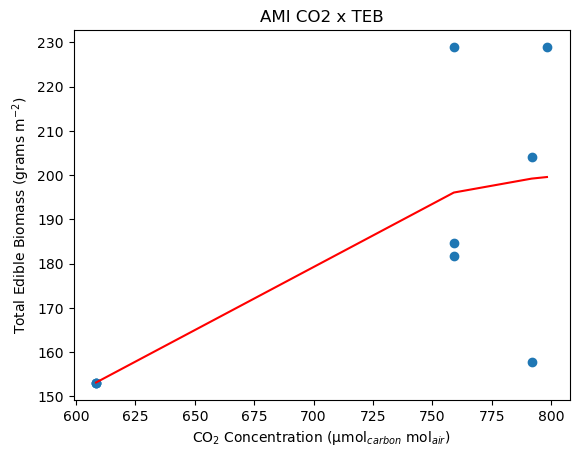 AMI CO2 x TEB
230
220
210
200
190
180
170
160
150
Total Edible Biomass (grams m⁻²)
600 625 650 675 700 725 750 775 800
CO₂ Concentration (μmol_carbon mol_air)